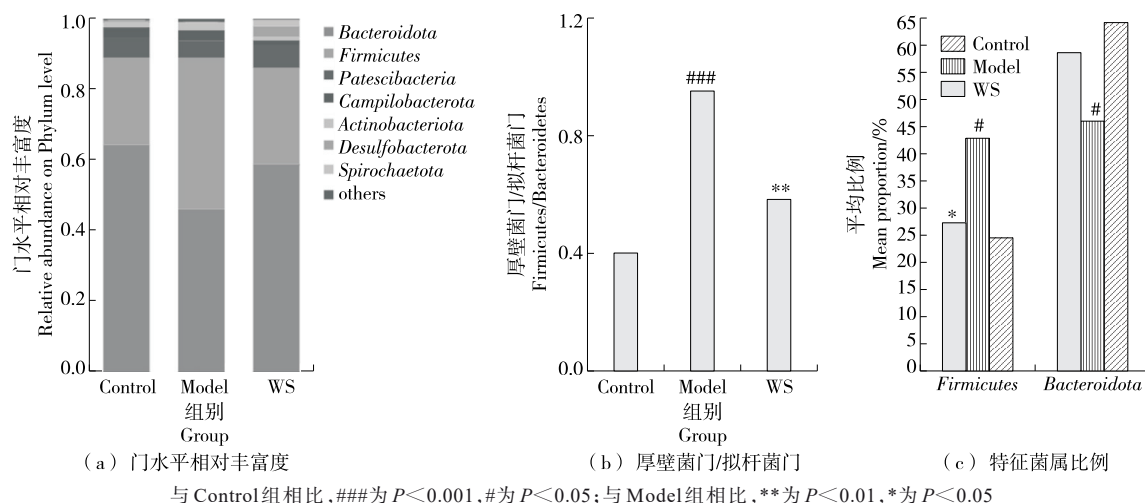 门水平相对丰富度
Relative abundance on Phylum level
1.0
0.8
0.6
0.4
0.2
0.0
Control Model WS
组别
Group
Bacteroidota
Firmicutes
Patescibacteria
Campilobacterota
Actinobacteriota
Desulfobacterota
Spirochaetota
others
(a) 门水平相对丰富度
厚壁菌门/拟杆菌门
Firmicutes/Bacteroidetes
1.2
0.8
0.4
0.0
###
**
Control Model WS
组别
Group
(b) 厚壁菌门/拟杆菌门
平均比例
Mean proportion/%
65
60
55
50
45
40
35
30
25
20
15
10
5
0
Control
Model
WS
*
#
#
Firmicutes Bacteroidota
(c) 特征菌属比例
与Control组相比,###为P<0.001,#为P<0.05;与Model组相比,**为P<0.01,*为P<0.05